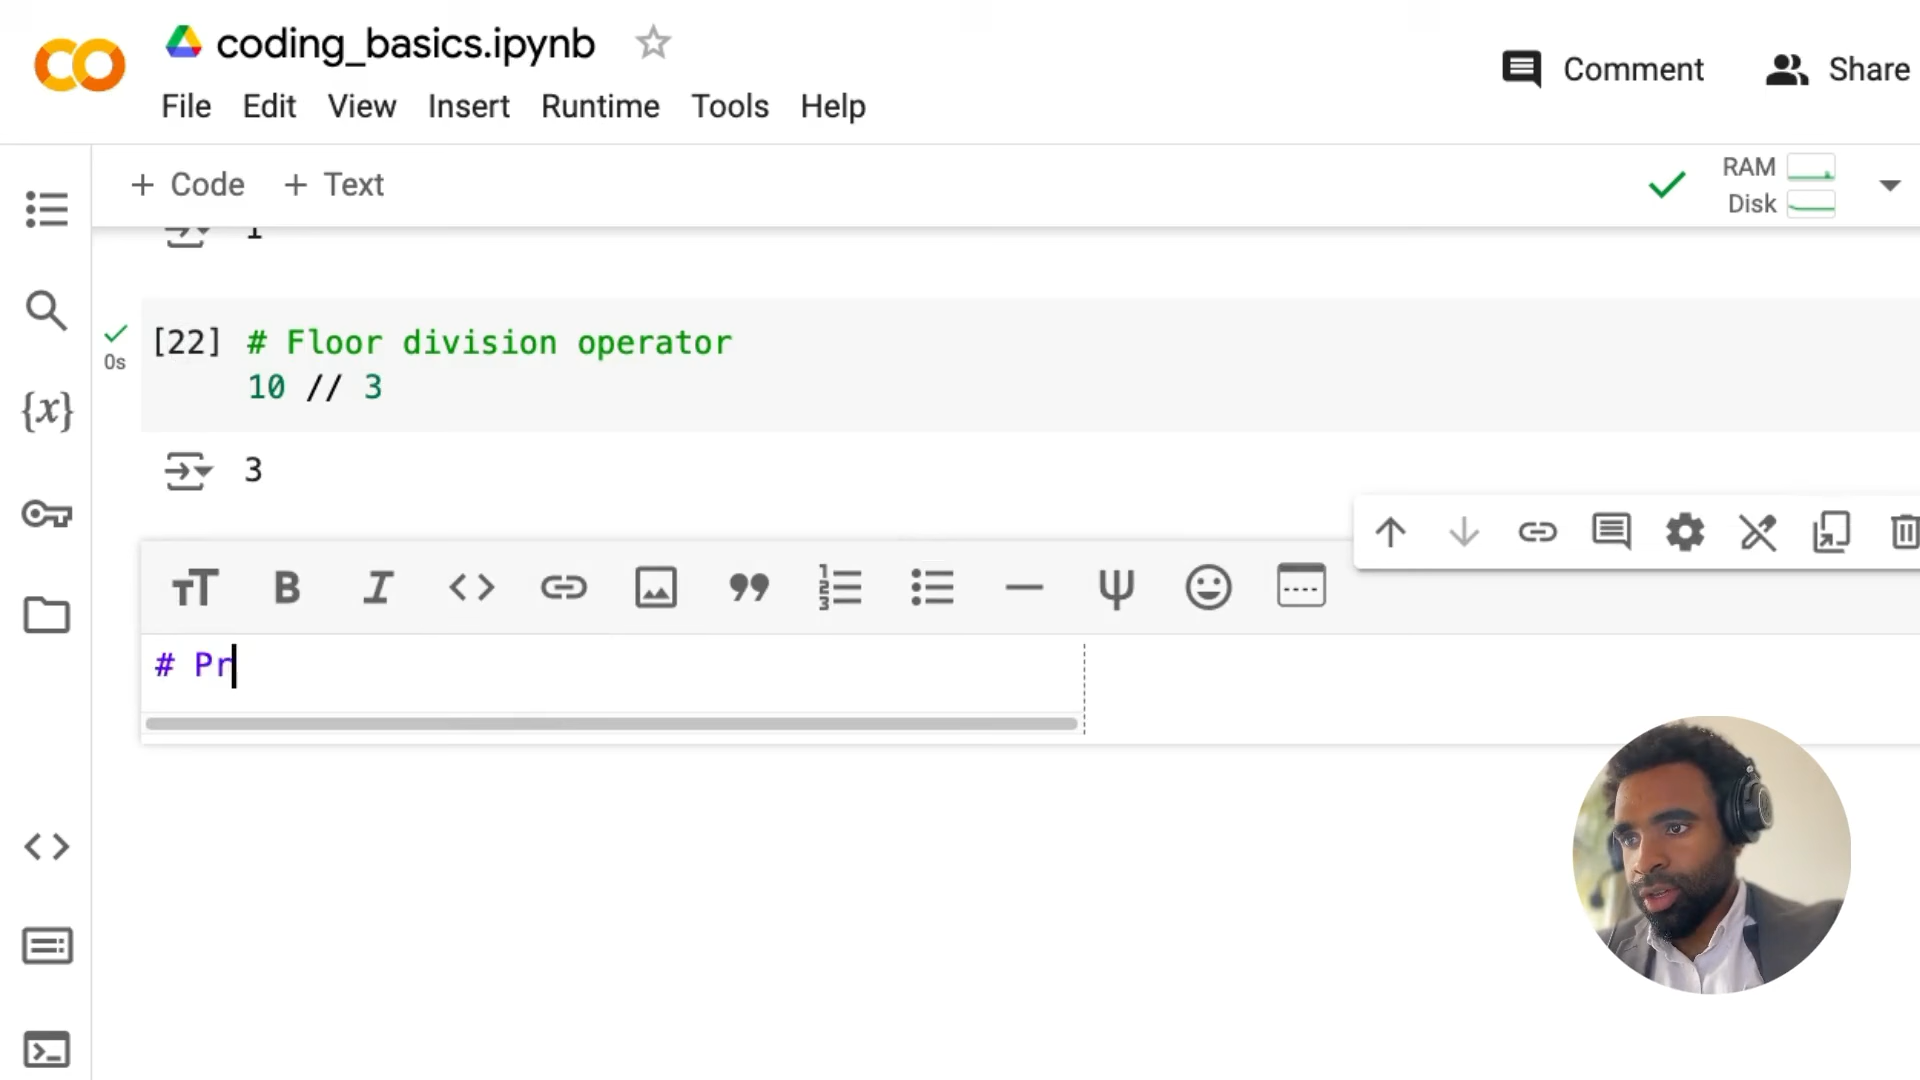 coding_basics.ipynb
Comment
Share
File Edit View Insert Runtime Tools Help
+ Code + Text
RAM
Disk
1
0s
[22] # Floor division operator
10 // 3
3
# Pr